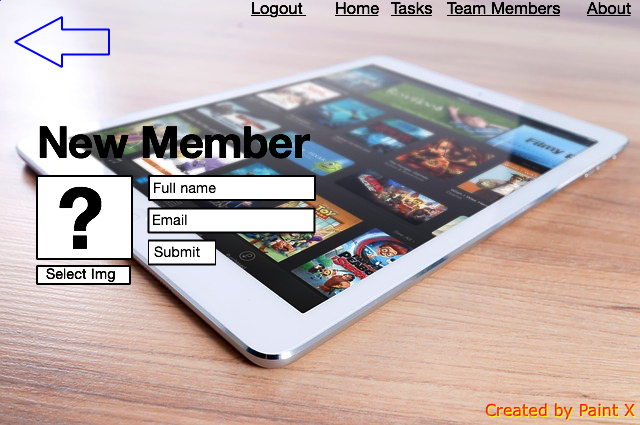 Logout Home Tasks Team Members About
New Member
?
Full name
Email
Submit
Select Img
Created by Paint X